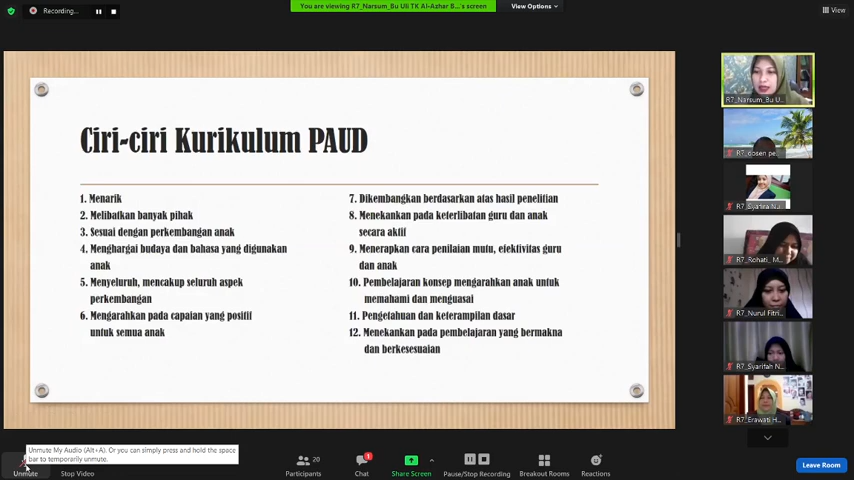 Recording...
You are viewing R7_Narsum_Bu Uli TK Al-Azhar B...'s screen
View Options
View
Ciri-ciri Kurikulum PAUD
1. Menarik
2. Melibatkan banyak pihak
3. Sesuai dengan perkembangan anak
4. Menghargai budaya dan bahasa yang digunakan
anak
5. Menyeluruh, mencakup seluruh aspek
perkembangan
6. Mengarahkan pada capaian yang positif
untuk semua anak
7. Dikembangkan berdasarkan atas hasil penelitian
8. Menekankan pada keterlibatan guru dan anak
secara aktif
9. Menerapkan cara penilaian mutu, efektivitas guru
dan anak
10. Pembelajaran konsep mengarahkan anak untuk
memahami dan menguasai
11. Pengetahuan dan keterampilan dasar
12. Menekankan pada pembelajaran yang bermakna
dan berkesesuaian
R7_Narsum_Bu U...
R7_dosen pe...
R7_Syafira Nu...
R7_Rohati_ M...
R7_Nurul Fitri...
R7_Syarifah N...
R7_Erawati H...
Unmute My Audio (Alt+A). Or you can simply press and hold the space
bar to temporarily unmute.
Unmute
Stop Video
Participants
20
Chat
1
Share Screen
Pause/Stop Recording
Breakout Rooms
Reactions
Leave Room